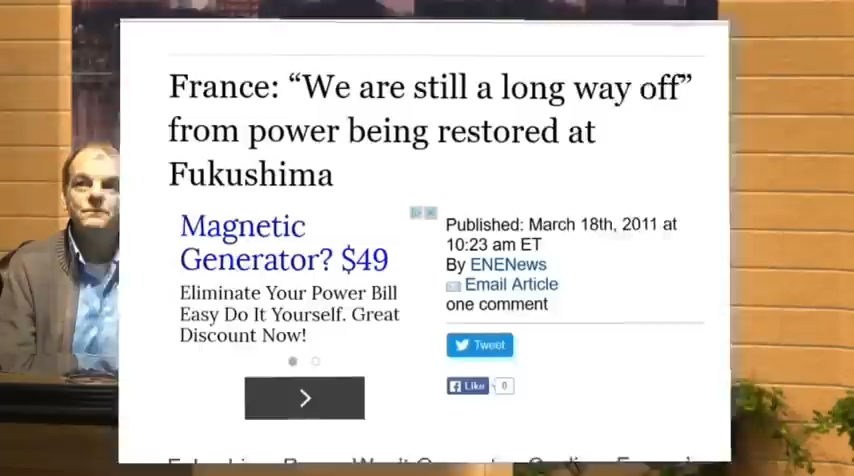 France: “We are still a long way off”
from power being restored at
Fukushima
Magnetic
Generator? $49
Eliminate Your Power Bill
Easy Do It Yourself. Great
Discount Now!
Published: March 18th, 2011 at
10:23 am ET
By ENENews
Email Article
one comment
Tweet
Like 0